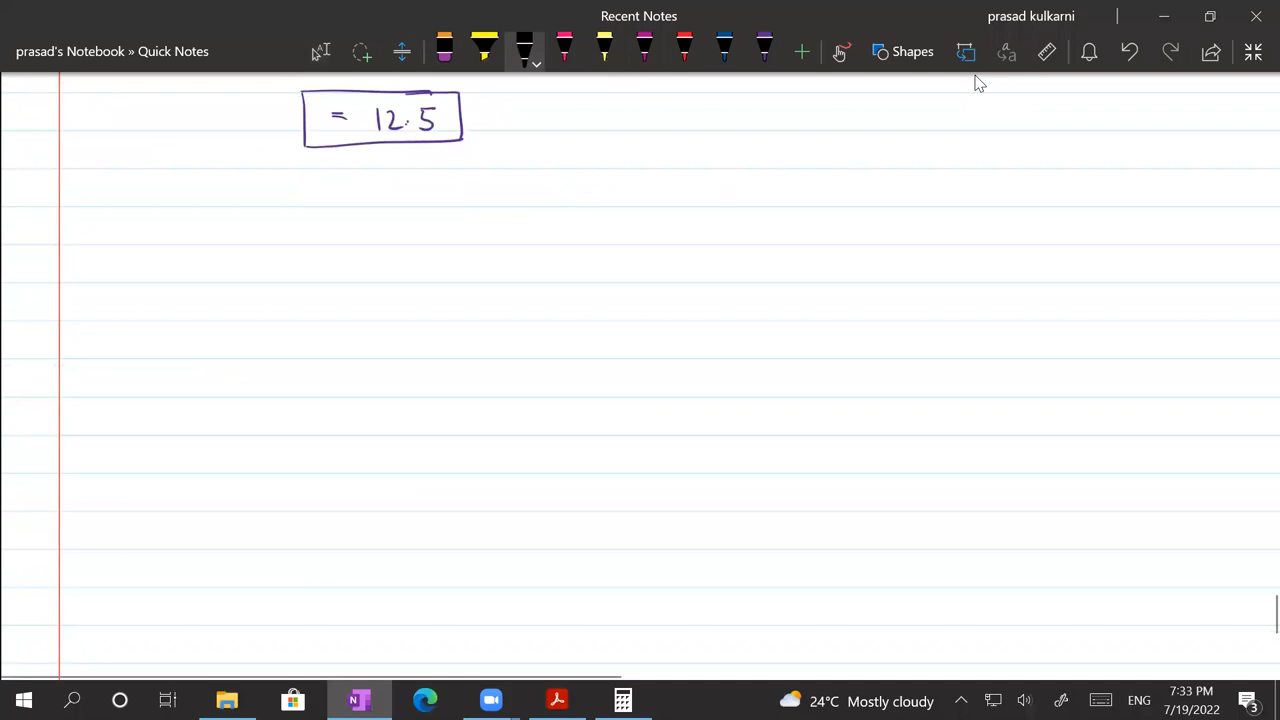 Recent Notes
prasad kulkarni
prasad's Notebook » Quick Notes
Shapes
= 12.5
24°C Mostly cloudy
ENG
7:33 PM
7/19/2022
3